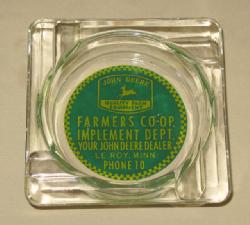 JOHN DEERE
QUALITY FARM
EQUIPMENT
FARMERS CO-OP.
IMPLEMENT DEPT.
YOUR JOHN DEERE DEALER
LE ROY, MINN.
PHONE 10